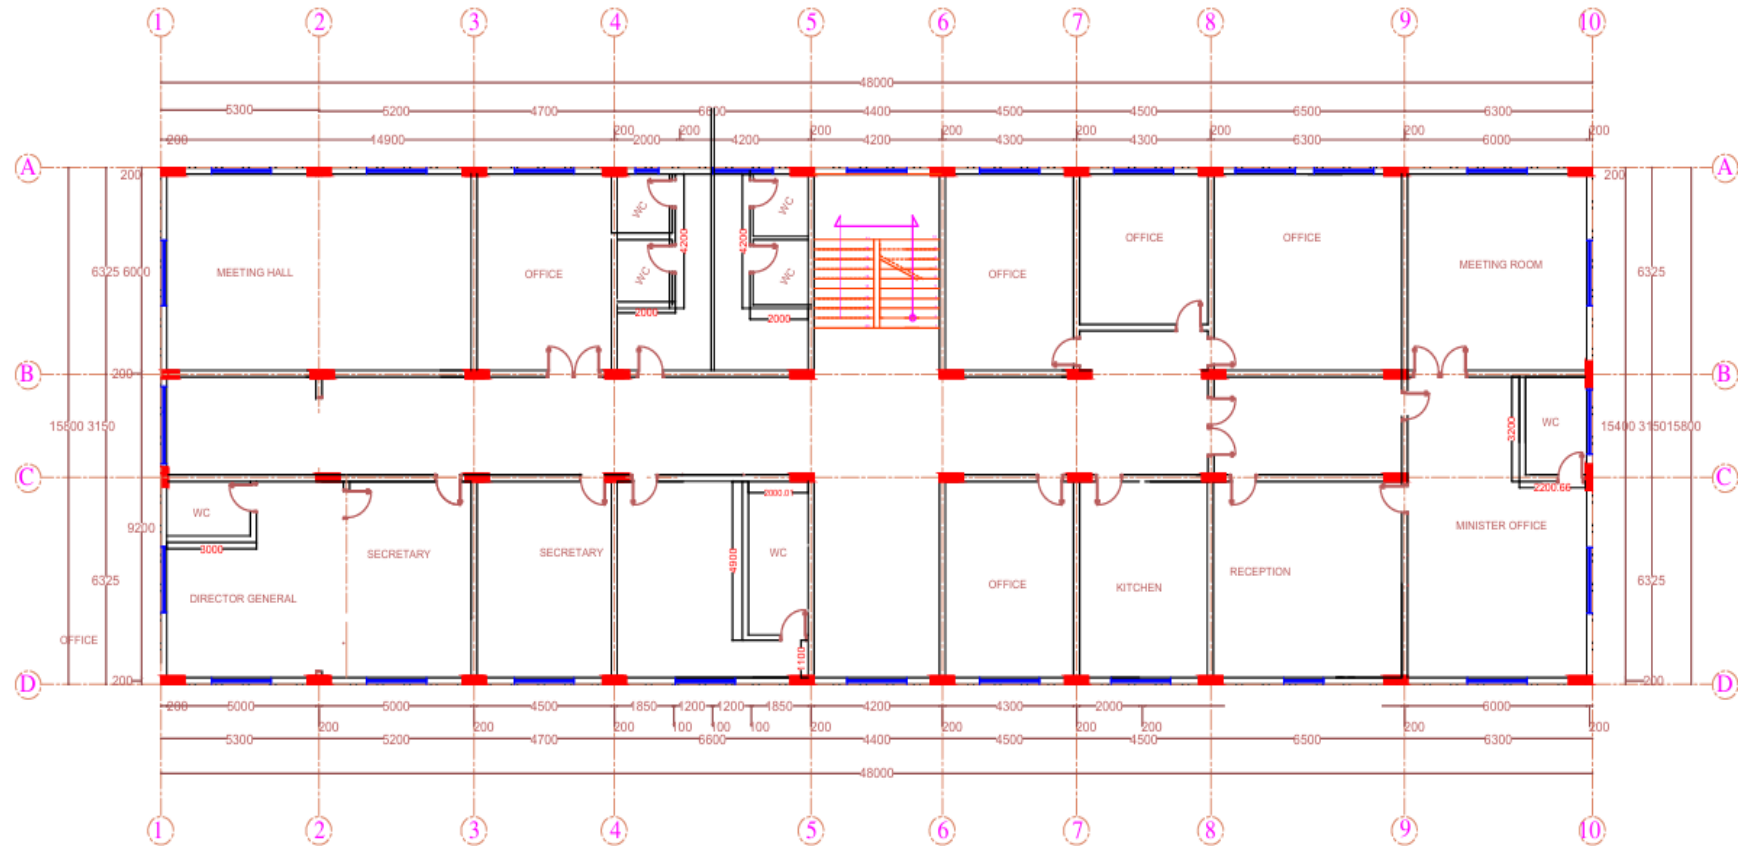 1 2 3 4 5 6 7 8 9 10
48000
5300 5200 4700 6600 4400 4500 4500 6500 6300
200 200 200 200 200 200 200 200
200 14900 2000 4200 4200 4300 4300 6300 6000
A A
200 200
WC WC
4200 4200
OFFICE OFFICE
MEETING HALL OFFICE WC WC OFFICE MEETING ROOM
6325 6000 6325
2000 2000
B B
200
15800 3150 3200 WC 15400 3150 15800
C C
2200.66
2000.01
WC
9200 MINISTER OFFICE
3000 SECRETARY SECRETARY 4900 WC
6325 OFFICE KITCHEN RECEPTION 6325
DIRECTOR GENERAL
OFFICE
1100
200 200
D D
200 5000 5000 4500 1850 1200 1200 1850 4200 4300 2000 6000
200 200 200 100 100 100 200 200 200 200 200
5300 5200 4700 6600 4400 4500 4500 6500 6300
48000
1 2 3 4 5 6 7 8 9 10